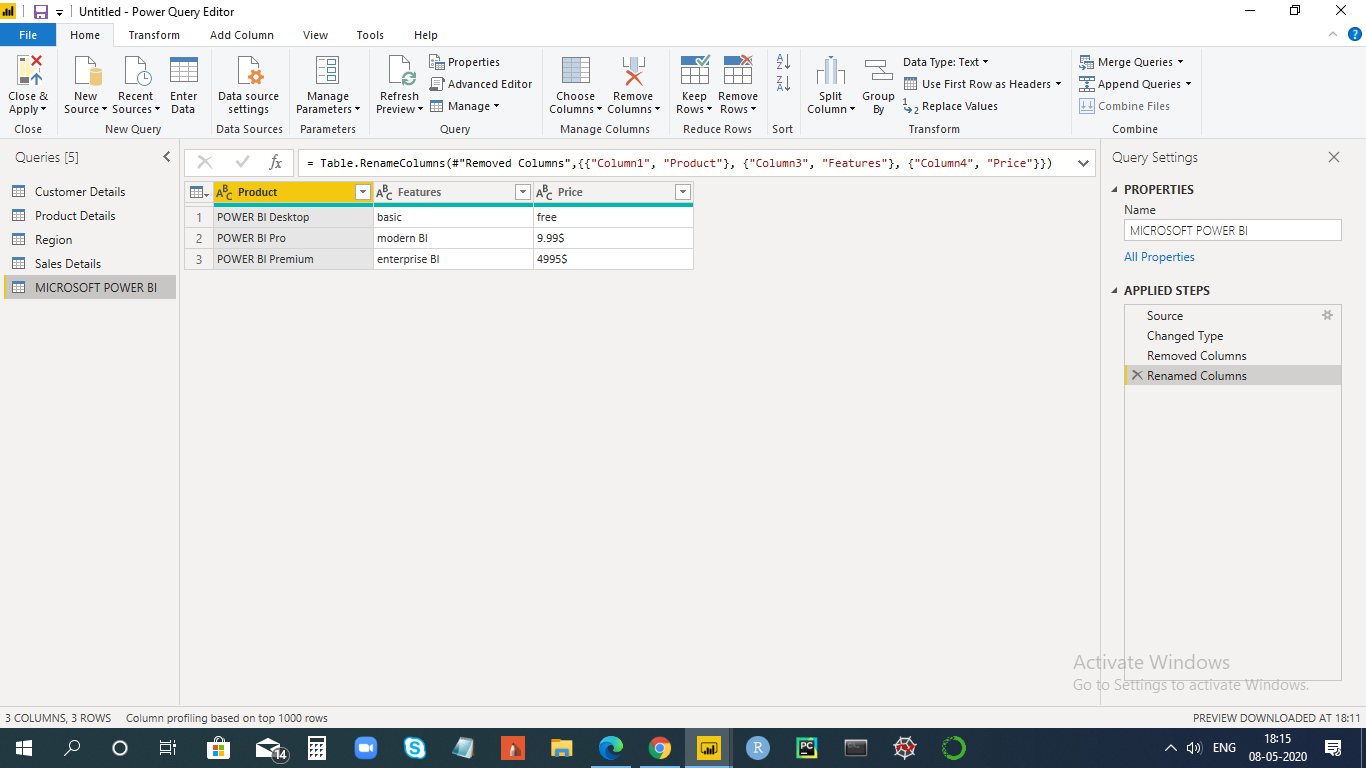 Untitled - Power Query Editor
File Home Transform Add Column View Tools Help
Close & Apply
New Source
Recent Sources
Enter Data
Data source settings
Manage Parameters
Refresh Preview
Properties
Advanced Editor
Manage
Choose Columns
Remove Columns
Keep Rows
Remove Rows
Split Column
Group By
Data Type: Text
Use First Row as Headers
Replace Values
Merge Queries
Append Queries
Combine Files
Close New Query Data Sources Parameters Query Manage Columns Reduce Rows Sort Transform Combine
Queries [5]
Customer Details
Product Details
Region
Sales Details
MICROSOFT POWER BI
fx = Table.RenameColumns(#"Removed Columns",{{"Column1", "Product"}, {"Column3", "Features"}, {"Column4", "Price"}})
ABC Product ABC Features ABC Price
1 POWER BI Desktop basic free
2 POWER BI Pro modern BI 9.99$
3 POWER BI Premium enterprise BI 4995$
Query Settings
PROPERTIES
Name
MICROSOFT POWER BI
All Properties
APPLIED STEPS
Source
Changed Type
Removed Columns
Renamed Columns
Activate Windows
Go to Settings to activate Windows.
3 COLUMNS, 3 ROWS Column profiling based on top 1000 rows
PREVIEW DOWNLOADED AT 18:11
14
R
PC
ENG
18:15
08-05-2020